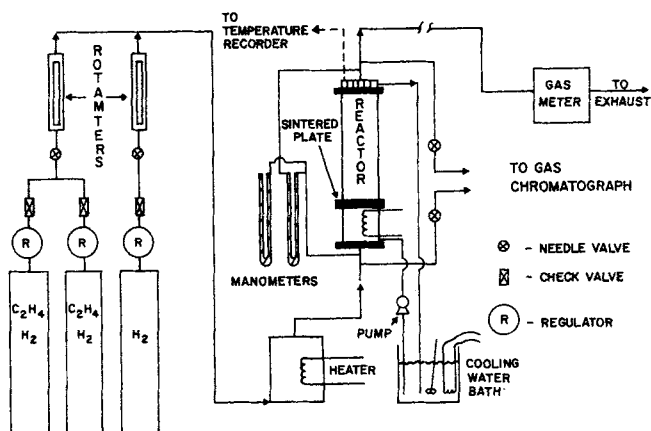 TO
TEMPERATURE
RECORDER
ROTAMTERS
REACTOR
SINTERED
PLATE
GAS
METER
TO
EXHAUST
TO GAS
CHROMATOGRAPH
MANOMETERS
- NEEDLE VALVE
- CHECK VALVE
R - REGULATOR
R
R
R
C2H4
H2
C2H4
H2
H2
HEATER
PUMP
COOLING
WATER
BATH